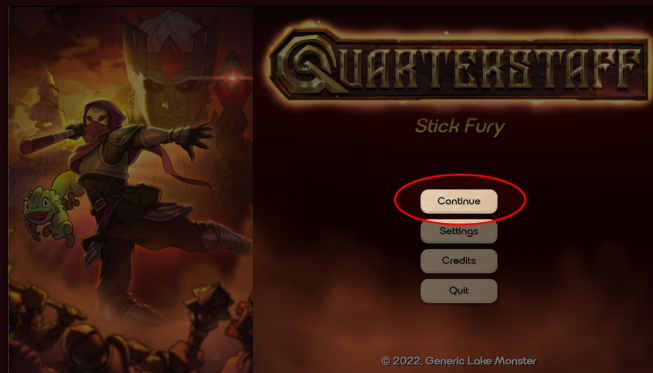 QUARTERSTAFF
Stick Fury
Continue
Settings
Credits
Quit
© 2022, Generic Lake Monster